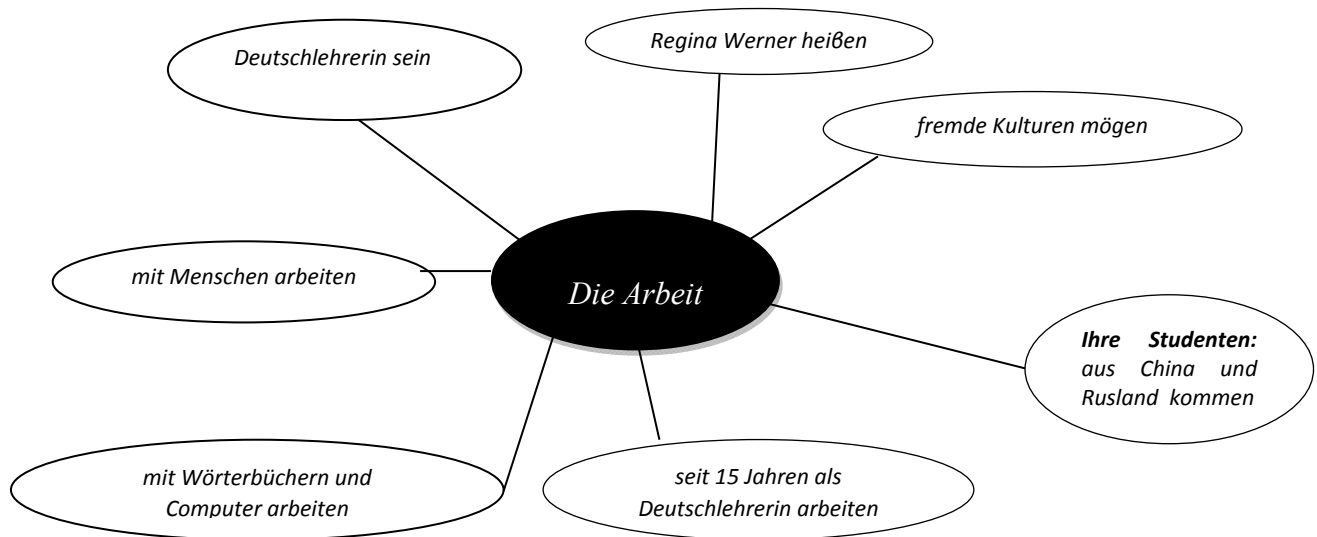 Deutschlehrerin sein
Regina Werner heißen
fremde Kulturen mögen
mit Menschen arbeiten
Die Arbeit
Ihre Studenten:
aus China und
Rusland kommen
mit Wörterbüchern und
Computer arbeiten
seit 15 Jahren als
Deutschlehrerin arbeiten